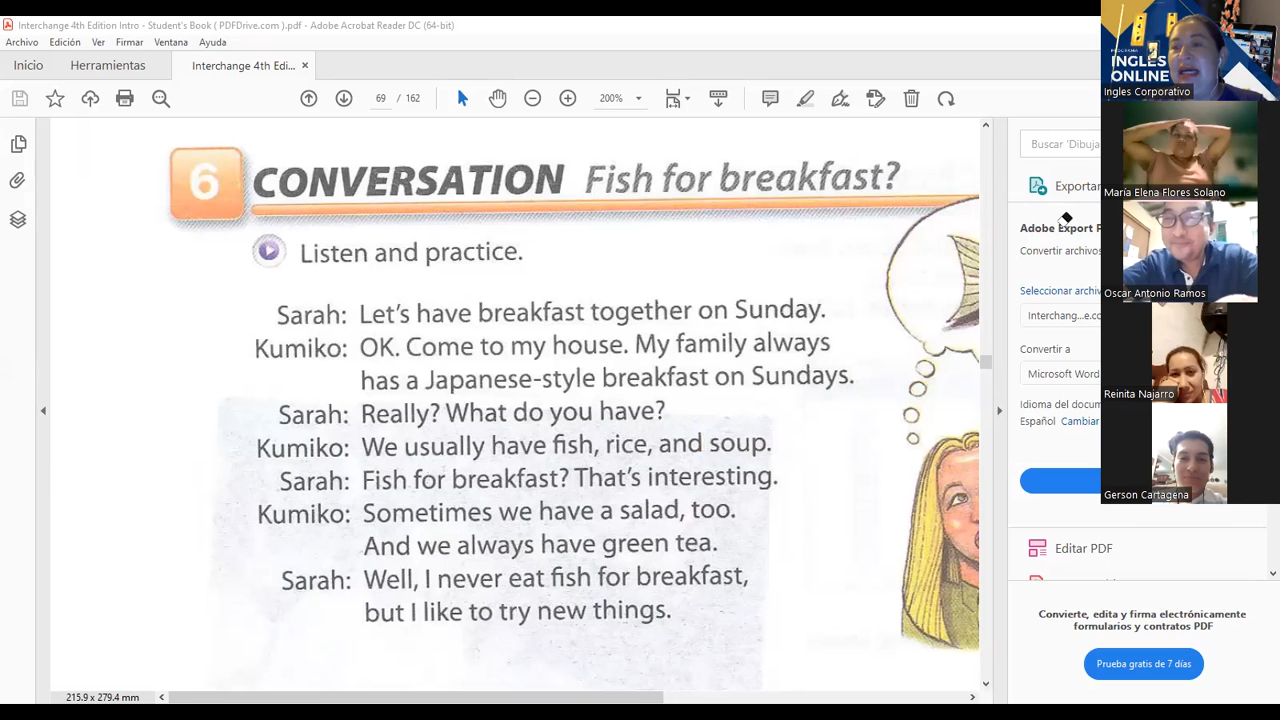 Interchange 4th Edition Intro - Student's Book ( PDFDrive.com ).pdf - Adobe Acrobat Reader DC (64-bit)
Archivo Edición Ver Firmar Ventana Ayuda
Inicio Herramientas Interchange 4th Edi... ×
69 / 162 200%
6 CONVERSATION Fish for breakfast?
Listen and practice.
Sarah: Let's have breakfast together on Sunday.
Kumiko: OK. Come to my house. My family always
has a Japanese-style breakfast on Sundays.
Sarah: Really? What do you have?
Kumiko: We usually have fish, rice, and soup.
Sarah: Fish for breakfast? That's interesting.
Kumiko: Sometimes we have a salad, too.
And we always have green tea.
Sarah: Well, I never eat fish for breakfast,
but I like to try new things.
215.9 x 279.4 mm
Buscar 'Dibuja
Exportar
Adobe Export P
Convertir archivos
Seleccionar archiv
Interchang...e.co
Convertir a
Microsoft Word
Idioma del docum
Español Cambiar
Editar PDF
Convierte, edita y firma electrónicamente
formularios y contratos PDF
Prueba gratis de 7 días
PROGRAMA
INGLES
ONLINE
Ingles Corporativo
María Elena Flores Solano
Oscar Antonio Ramos
Reinita Najarro
Gerson Cartagena